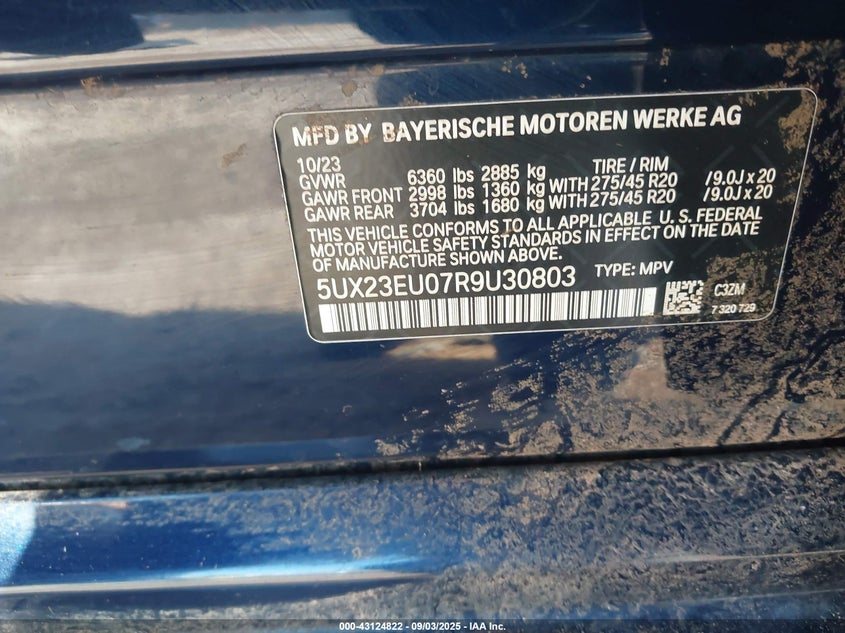 MFD BY BAYERISCHE MOTOREN WERKE AG
10/23 TIRE / RIM
GVWR 6360 lbs 2885 kg
GAWR FRONT 2998 lbs 1360 kg WITH 275/45 R20 /9.0J x 20
GAWR REAR 3704 lbs 1680 kg WITH 275/45 R20 /9.0J x 20
THIS VEHICLE CONFORMS TO ALL APPLICABLE U.S. FEDERAL
MOTOR VEHICLE SAFETY STANDARDS IN EFFECT ON THE DATE
OF MANUFACTURE SHOWN ABOVE.
5UX23EU07R9U30803 TYPE: MPV
C3ZM
7 320 729
000-43124822 - 09/03/2025 - IAA Inc.